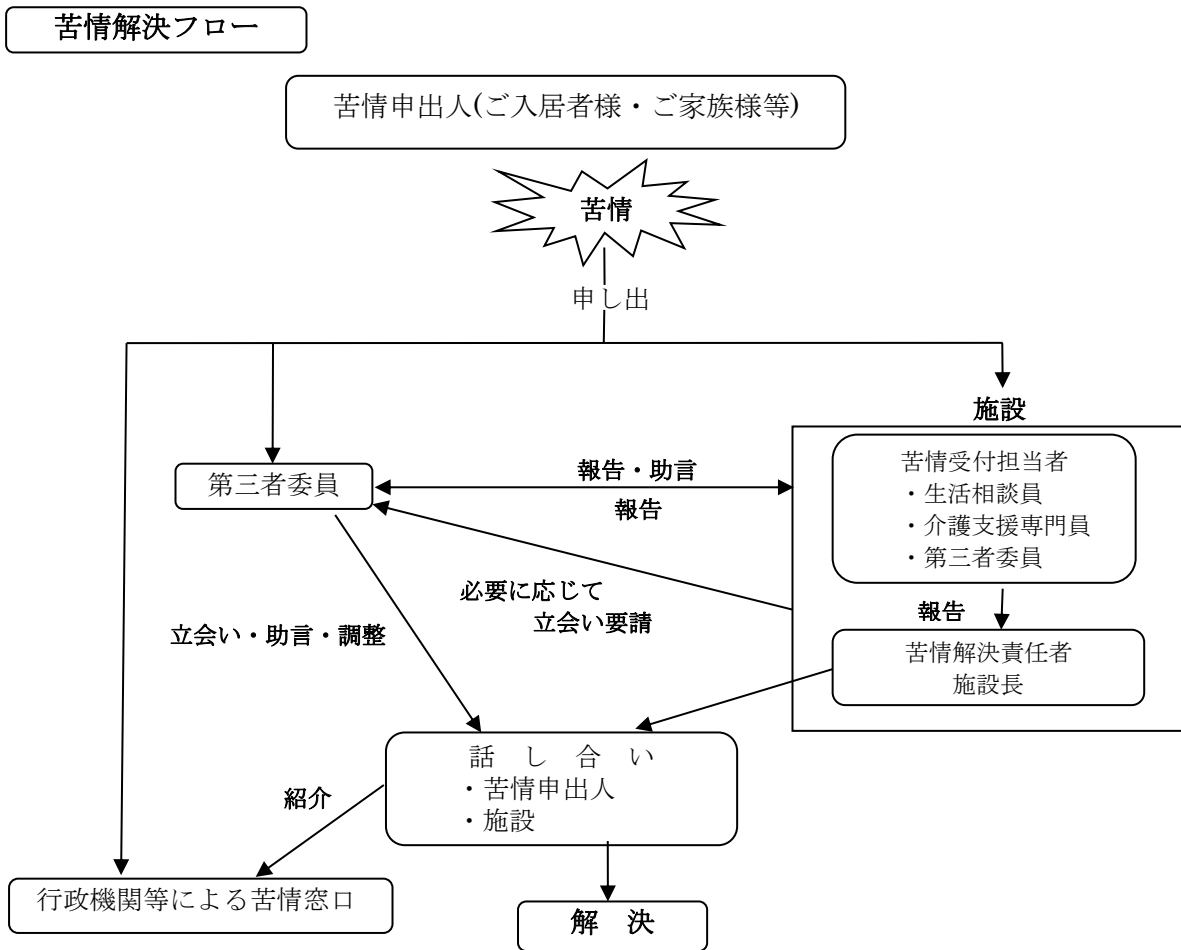 苦情解決フロー
苦情申出人(ご入居者様・ご家族様等)
苦情
申し出
施設
苦情受付担当者
・生活相談員
・介護支援専門員
・第三者委員
第三者委員
報告・助言
報告
必要に応じて
立会い要請
報告
立会い・助言・調整
苦情解決責任者
施設長
話 し 合 い
・苦情申出人
・施設
紹介
行政機関等による苦情窓口
解 決